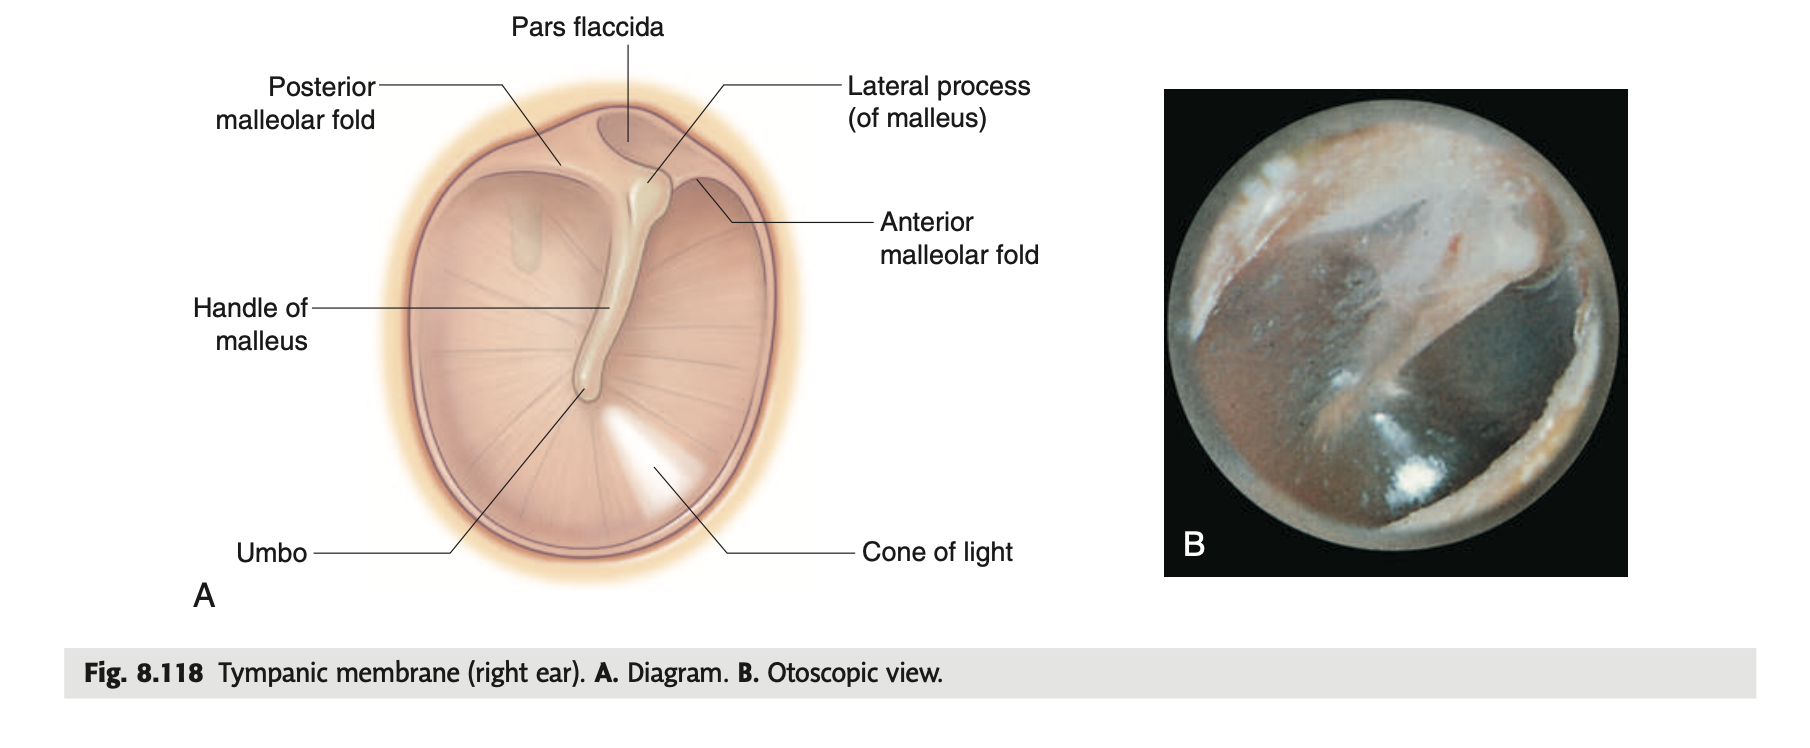 Pars flaccida
Posterior
malleolar fold
Lateral process
(of malleus)
Anterior
malleolar fold
Handle of
malleus
Umbo
Cone of light
A
B
Fig. 8.118 Tympanic membrane (right ear). A. Diagram. B. Otoscopic view.